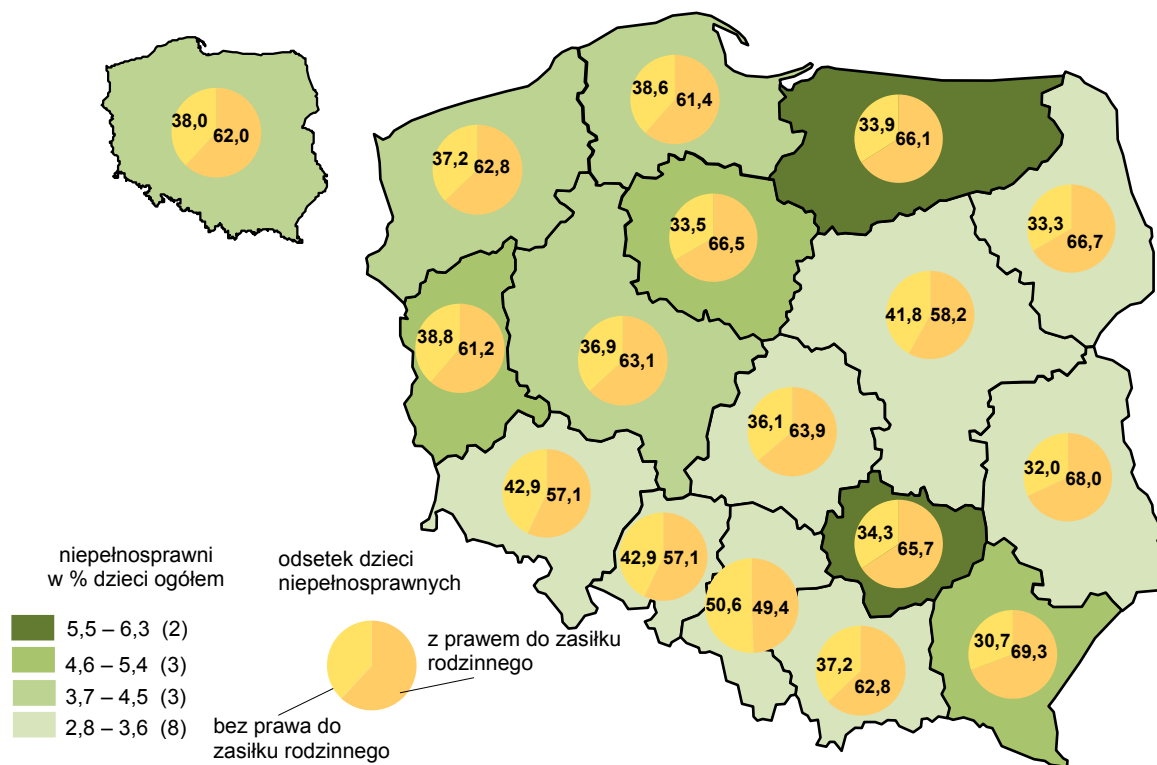 38,0
62,0
38,6
61,4
33,9
66,1
37,2
62,8
33,5
66,5
33,3
66,7
38,8
61,2
36,9
63,1
41,8
58,2
36,1
63,9
32,0
68,0
42,9
57,1
34,3
65,7
42,9
57,1
50,6
49,4
37,2
62,8
30,7
69,3
niepełnosprawni
w % dzieci ogółem
5,5 – 6,3 (2)
4,6 – 5,4 (3)
3,7 – 4,5 (3)
2,8 – 3,6 (8)
odsetek dzieci
niepełnosprawnych
z prawem do zasiłku
rodzinnego
bez prawa do
zasiłku rodzinnego